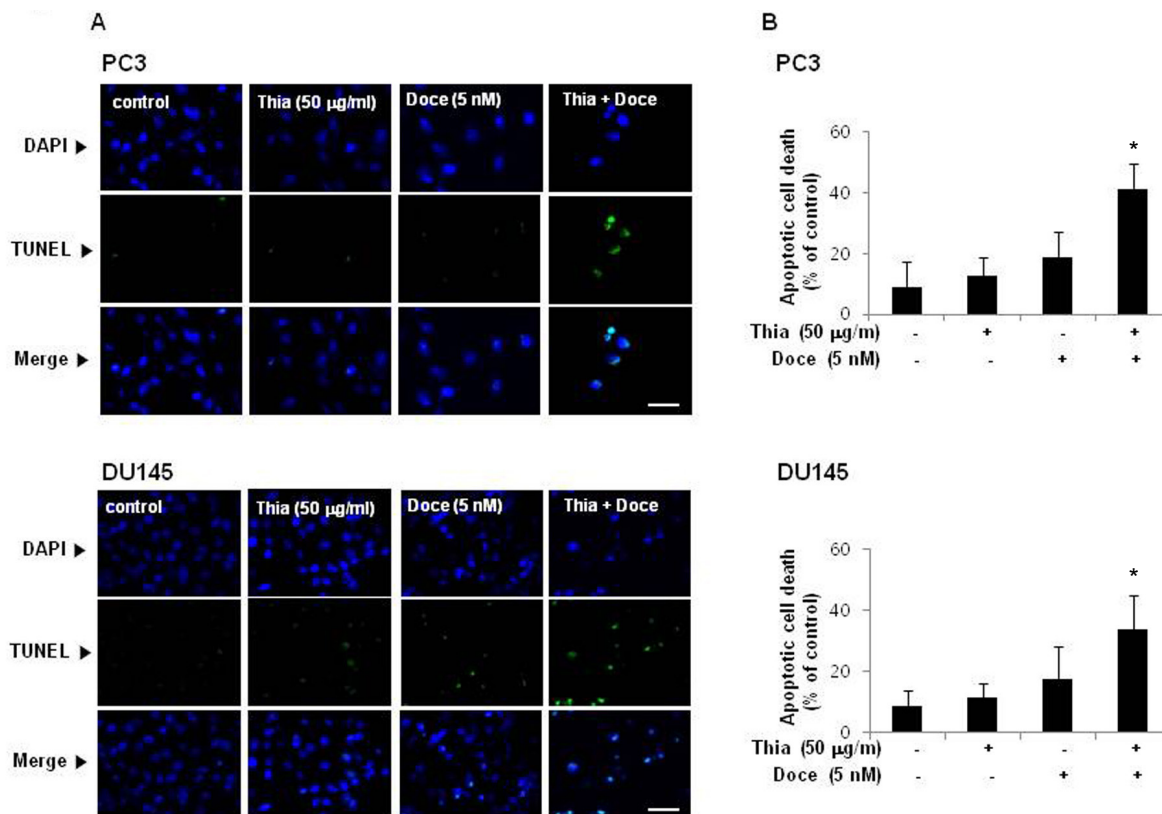 A
PC3
control Thia (50 µg/ml) Doce (5 nM) Thia + Doce
DAPI
TUNEL
Merge
DU145
control Thia (50 µg/ml) Doce (5 nM) Thia + Doce
DAPI
TUNEL
Merge
B
PC3
Apoptotic cell death
(% of control)
60
40
20
0
Thia (50 µg/m) - + - +
Doce (5 nM) - - + +
*
DU145
Apoptotic cell death
(% of control)
60
40
20
0
Thia (50 µg/m) - + - +
Doce (5 nM) - - + +
*